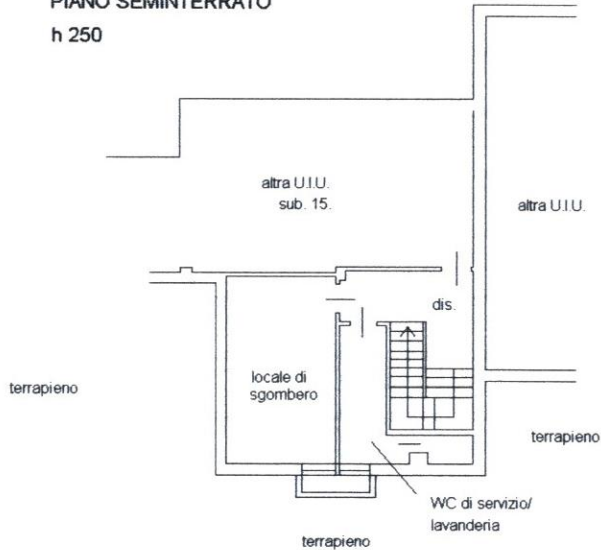 PIANO SEMINTERRATO
h 250
altra U.I.U.
sub. 15.
altra U.I.U.
dis.
locale di
sgombero
terrapieno
terrapieno
WC di servizio/
lavanderia
terrapieno